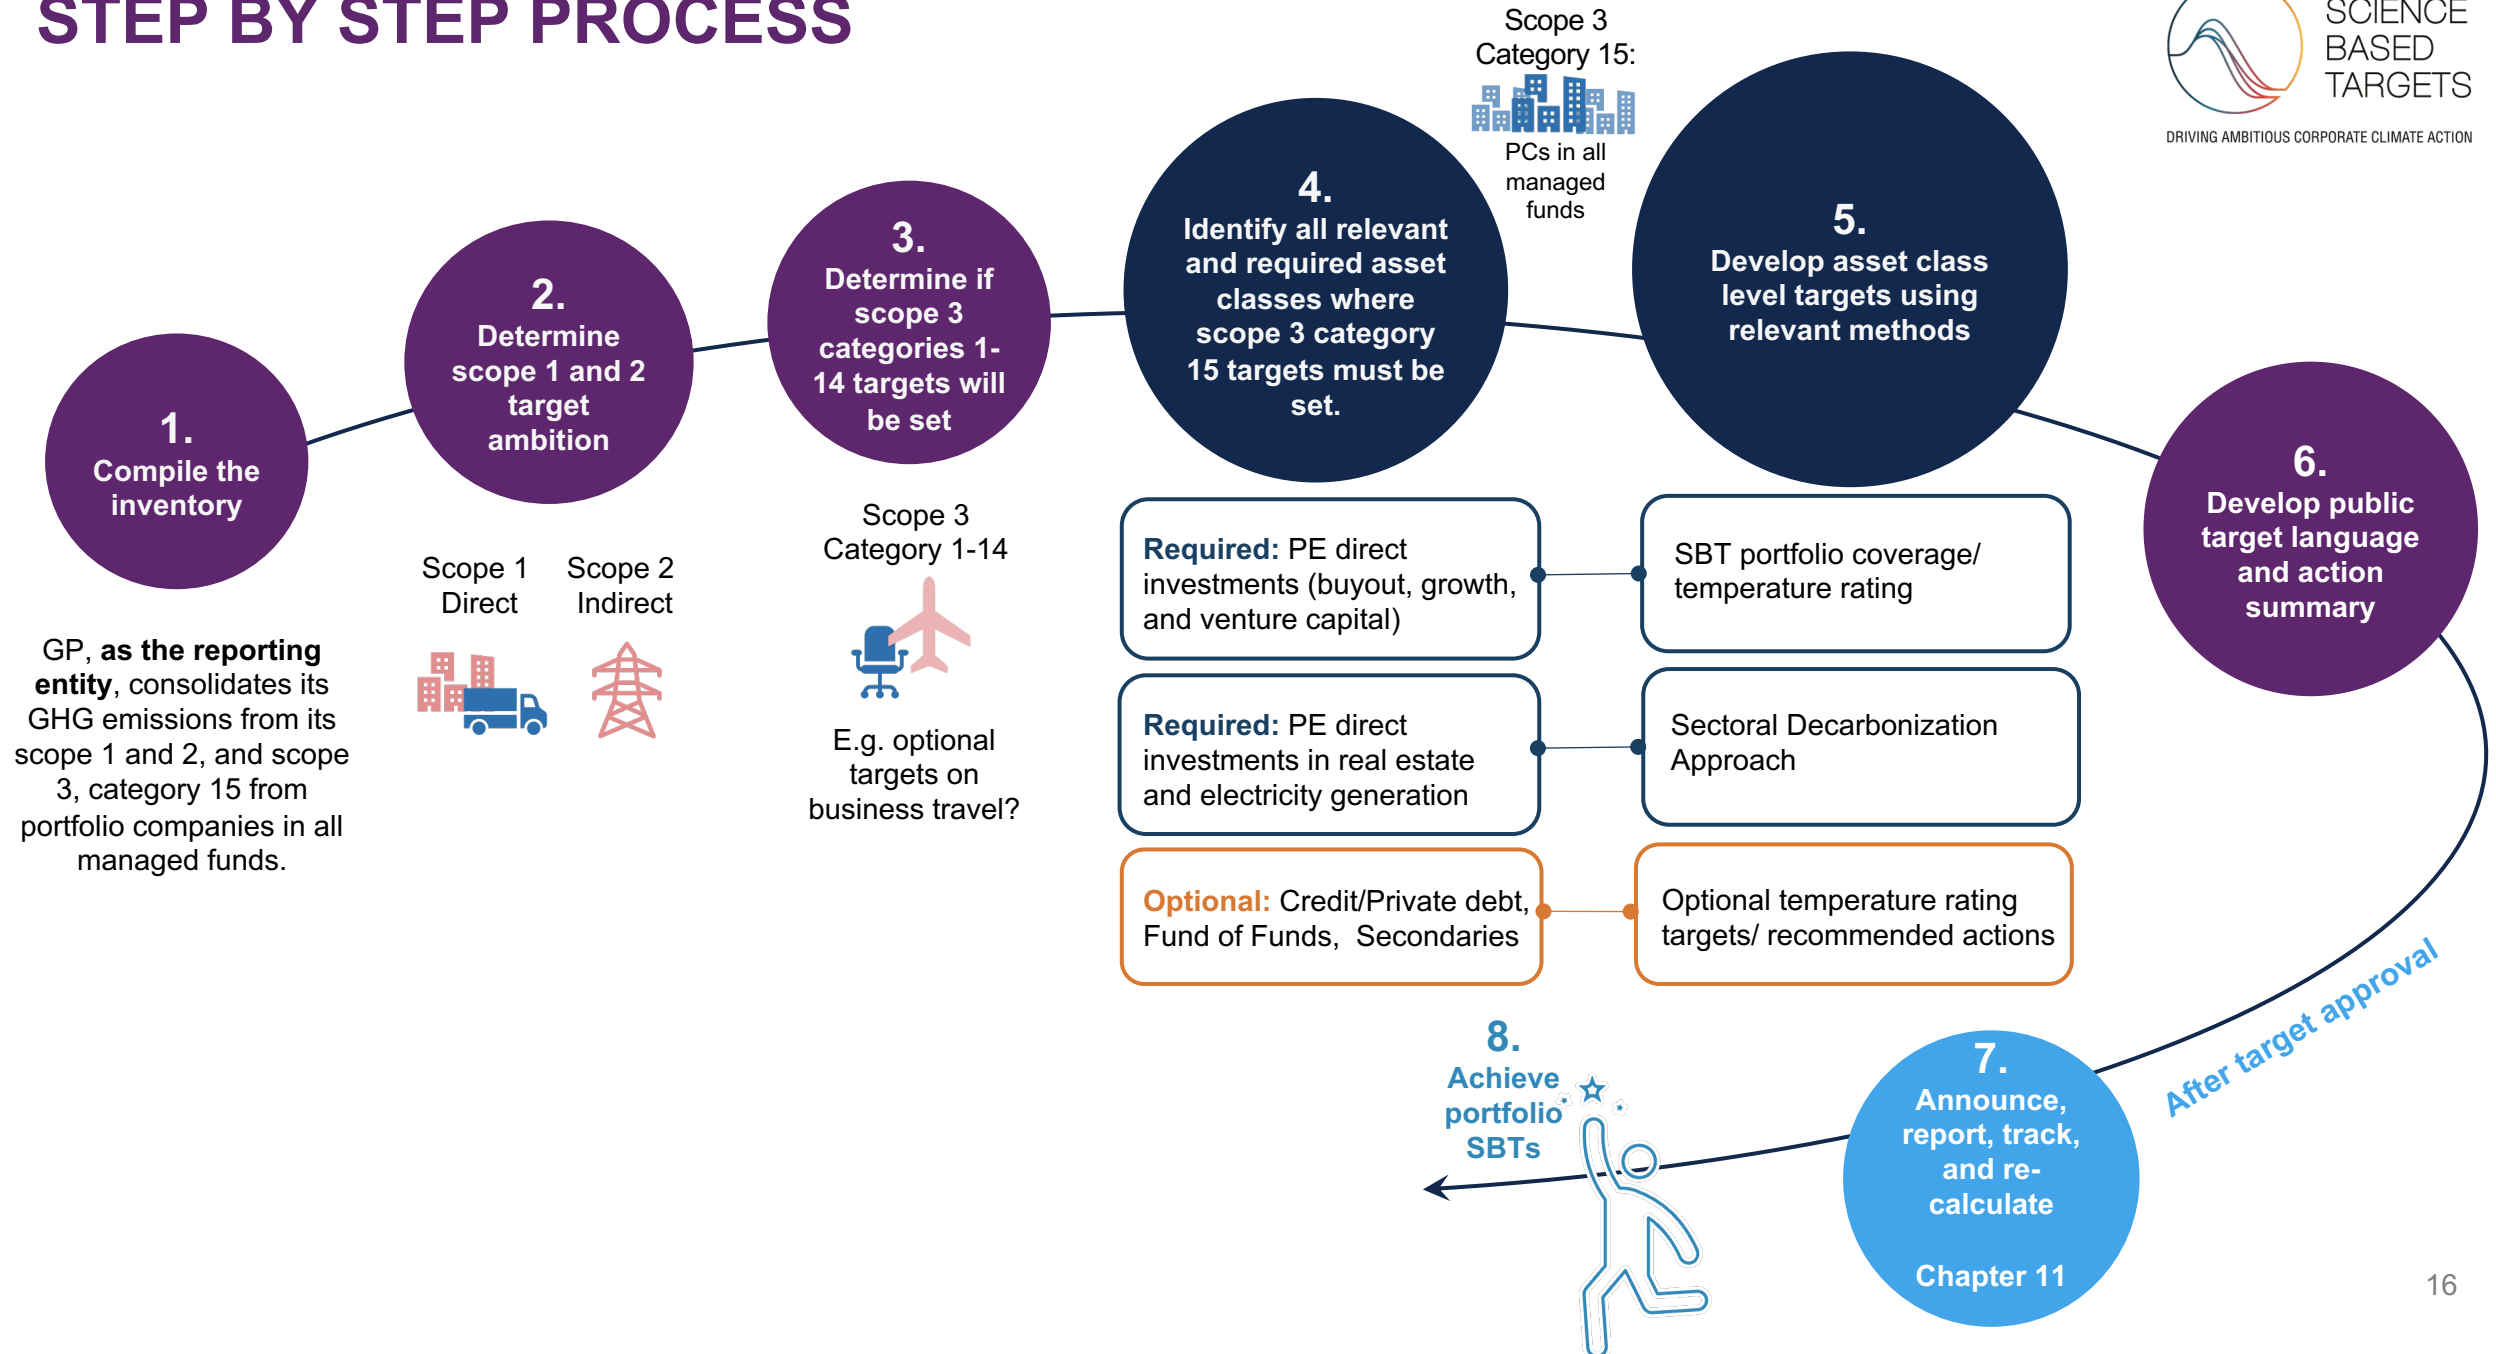 STEP BY STEP PROCESS
SCIENCE
BASED
TARGETS
DRIVING AMBITIOUS CORPORATE CLIMATE ACTION
1.
Compile the
inventory
GP, as the reporting
entity, consolidates its
GHG emissions from its
scope 1 and 2, and scope
3, category 15 from
portfolio companies in all
managed funds.
2.
Determine
scope 1 and 2
target
ambition
Scope 1
Direct
Scope 2
Indirect
3.
Determine if
scope 3
categories 1-
14 targets will
be set
Scope 3
Category 1-14
E.g. optional
targets on
business travel?
4.
Identify all relevant
and required asset
classes where
scope 3 category
15 targets must be
set.
Scope 3
Category 15:
PCs in all
managed
funds
5.
Develop asset class
level targets using
relevant methods
Required: PE direct
investments (buyout, growth,
and venture capital)
SBT portfolio coverage/
temperature rating
Required: PE direct
investments in real estate
and electricity generation
Sectoral Decarbonization
Approach
Optional: Credit/Private debt,
Fund of Funds,  Secondaries
Optional temperature rating
targets/ recommended actions
6.
Develop public
target language
and action
summary
After target approval
7.
Announce,
report, track,
and re-
calculate
Chapter 11
8.
Achieve
portfolio
SBTs
16